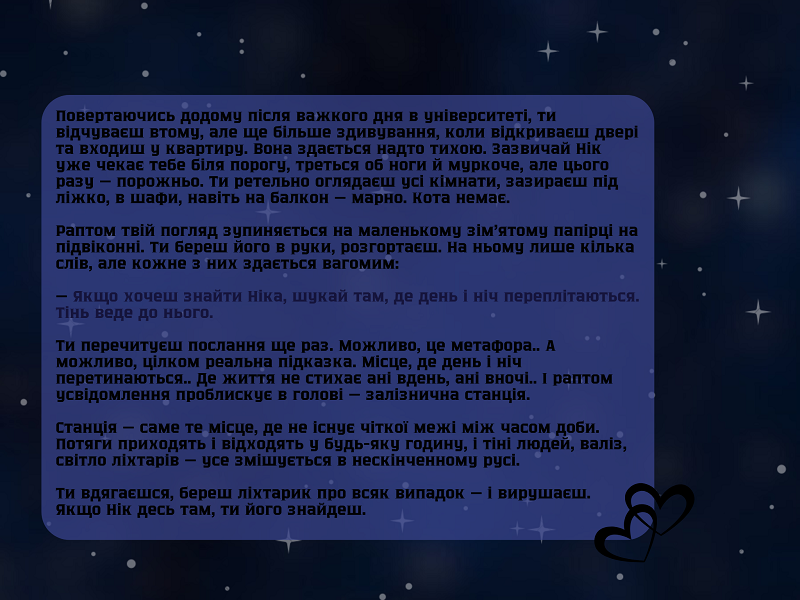 Повертаючись додому після важкого дня в університеті, ти
відчуваєш втому, але ще більше здивування, коли відкриваєш двері
та входиш у квартиру. Вона здається надто тихою. Зазвичай Нік
уже чекає тебе біля порогу, треться об ноги й муркоче, але цього
разу — порожньо. Ти ретельно оглядаєш усі кімнати, зазираєш під
ліжко, в шафи, навіть на балкон — марно. Кота немає.
Раптом твій погляд зупиняється на маленькому зім’ятому папірці на
підвіконні. Ти береш його в руки, розгортаєш. На ньому лише кілька
слів, але кожне з них здається вагомим:
— Якщо хочеш знайти Ніка, шукай там, де день і ніч переплітаються.
Тінь веде до нього.
Ти перечитуєш послання ще раз. Можливо, це метафора.. А
можливо, цілком реальна підказка. Місце, де день і ніч
перетинаються.. Де життя не стихає ані вдень, ані вночі.. І раптом
усвідомлення проблискує в голові — залізнична станція.
Станція — саме те місце, де не існує чіткої межі між часом доби.
Потяги приходять і відходять у будь-яку годину, і тіні людей, валіз,
світло ліхтарів — усе змішується в нескінченному русі.
Ти вдягаєшся, береш ліхтарик про всяк випадок — і вирушаєш.
Якщо Нік десь там, ти його знайдеш.